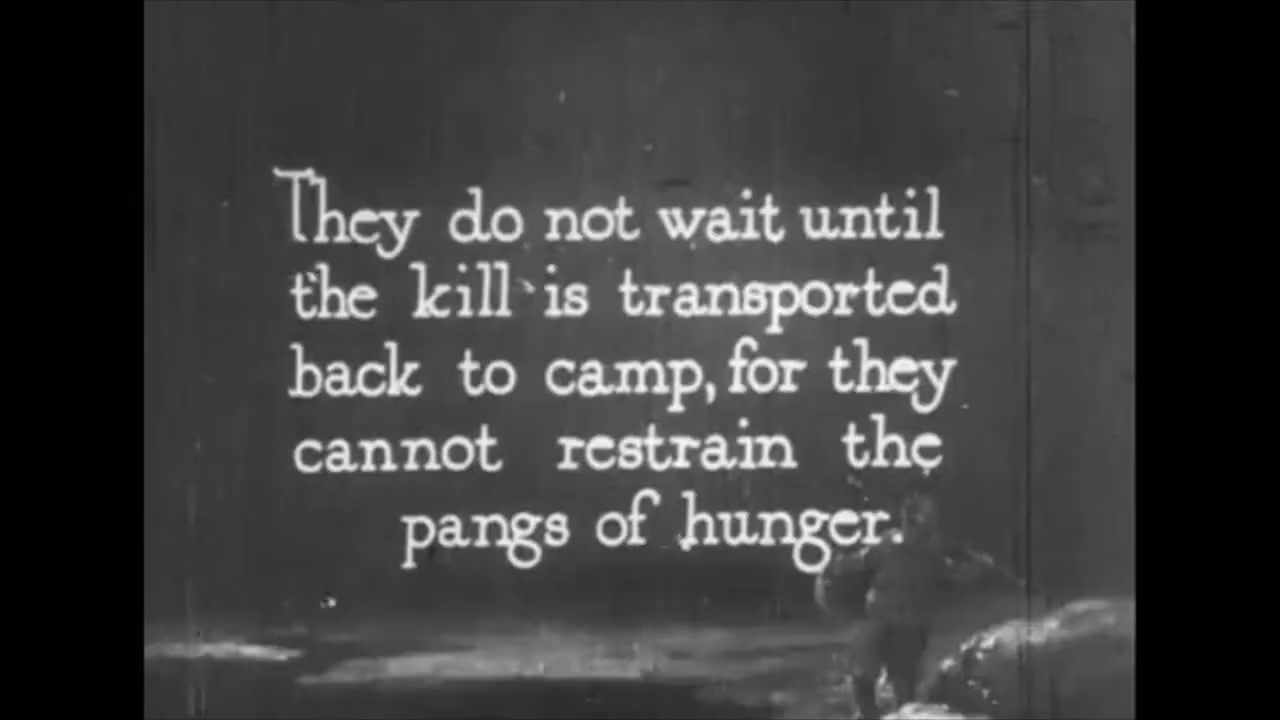 They do not wait until
the kill is transported
back to camp, for they
cannot restrain the
pangs of hunger.